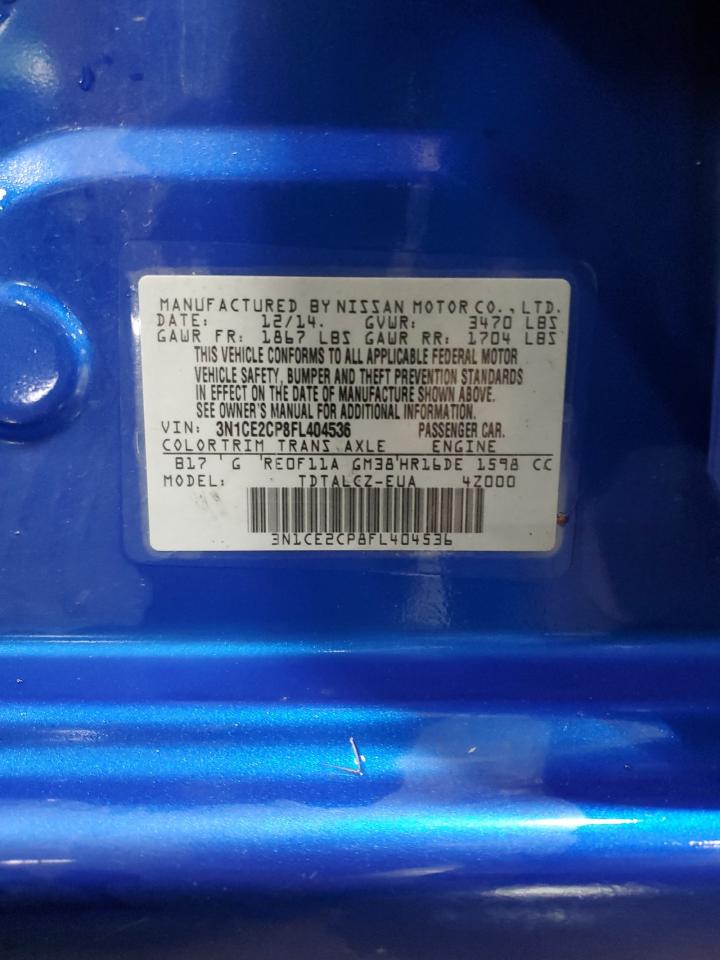 MANUFACTURED BY NISSAN MOTOR CO., LTD.
DATE: 12/14. GVWR: 3470 LBS
GAWR FR: 1867 LBS GAWR RR: 1704 LBS
THIS VEHICLE CONFORMS TO ALL APPLICABLE FEDERAL MOTOR
VEHICLE SAFETY, BUMPER AND THEFT PREVENTION STANDARDS
IN EFFECT ON THE DATE OF MANUFACTURE SHOWN ABOVE.
SEE OWNER'S MANUAL FOR ADDITIONAL INFORMATION.
VIN: 3N1CE2CP8FL404536 PASSENGER CAR.
COLOR TRIM TRANS AXLE ENGINE
B17 G RE0F11A GM38 HR16DE 1598 CC
MODEL: TDTALCZ-EUA 4Z000
3N1CE2CP8FL404536